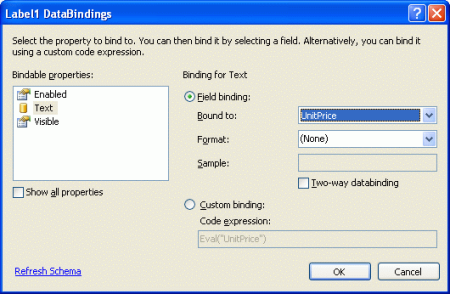 Label1 DataBindings
Select the property to bind to. You can then bind it by selecting a field. Alternatively, you can bind it
using a custom code expression.
Bindable properties:
Enabled
Text
Visible
Show all properties
Binding for Text
Field binding:
Bound to:
UnitPrice
Format:
(None)
Sample:
Two-way databinding
Custom binding:
Code expression:
Eval("UnitPrice")
Refresh Schema
OK
Cancel